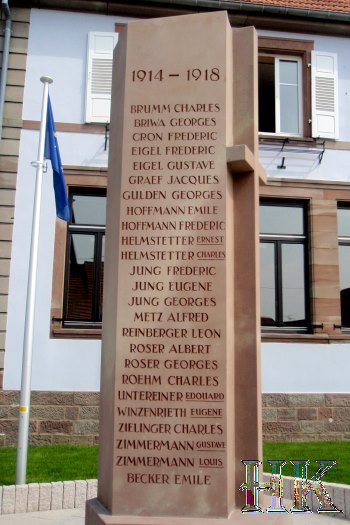 1914 – 1918
BRUMM CHARLES
BRIWA GEORGES
CRON FREDERIC
EIGEL FREDERIC
EIGEL GUSTAVE
GRAEF JACQUES
GULDEN GEORGES
HOFFMANN EMILE
HOFFMANN FREDERIC
HELMSTETTER ERNEST
HELMSTETTER CHARLES
JUNG FREDERIC
JUNG EUGENE
JUNG GEORGES
METZ ALFRED
REINBERGER LEON
ROSER ALBERT
ROSER GEORGES
ROEHM CHARLES
UNTEREINER EDOUARD
WINZENRIETH EUGENE
ZIELINGER CHARLES
ZIMMERMANN GUSTAVE
ZIMMERMANN LOUIS
BECKER EMILE
HK